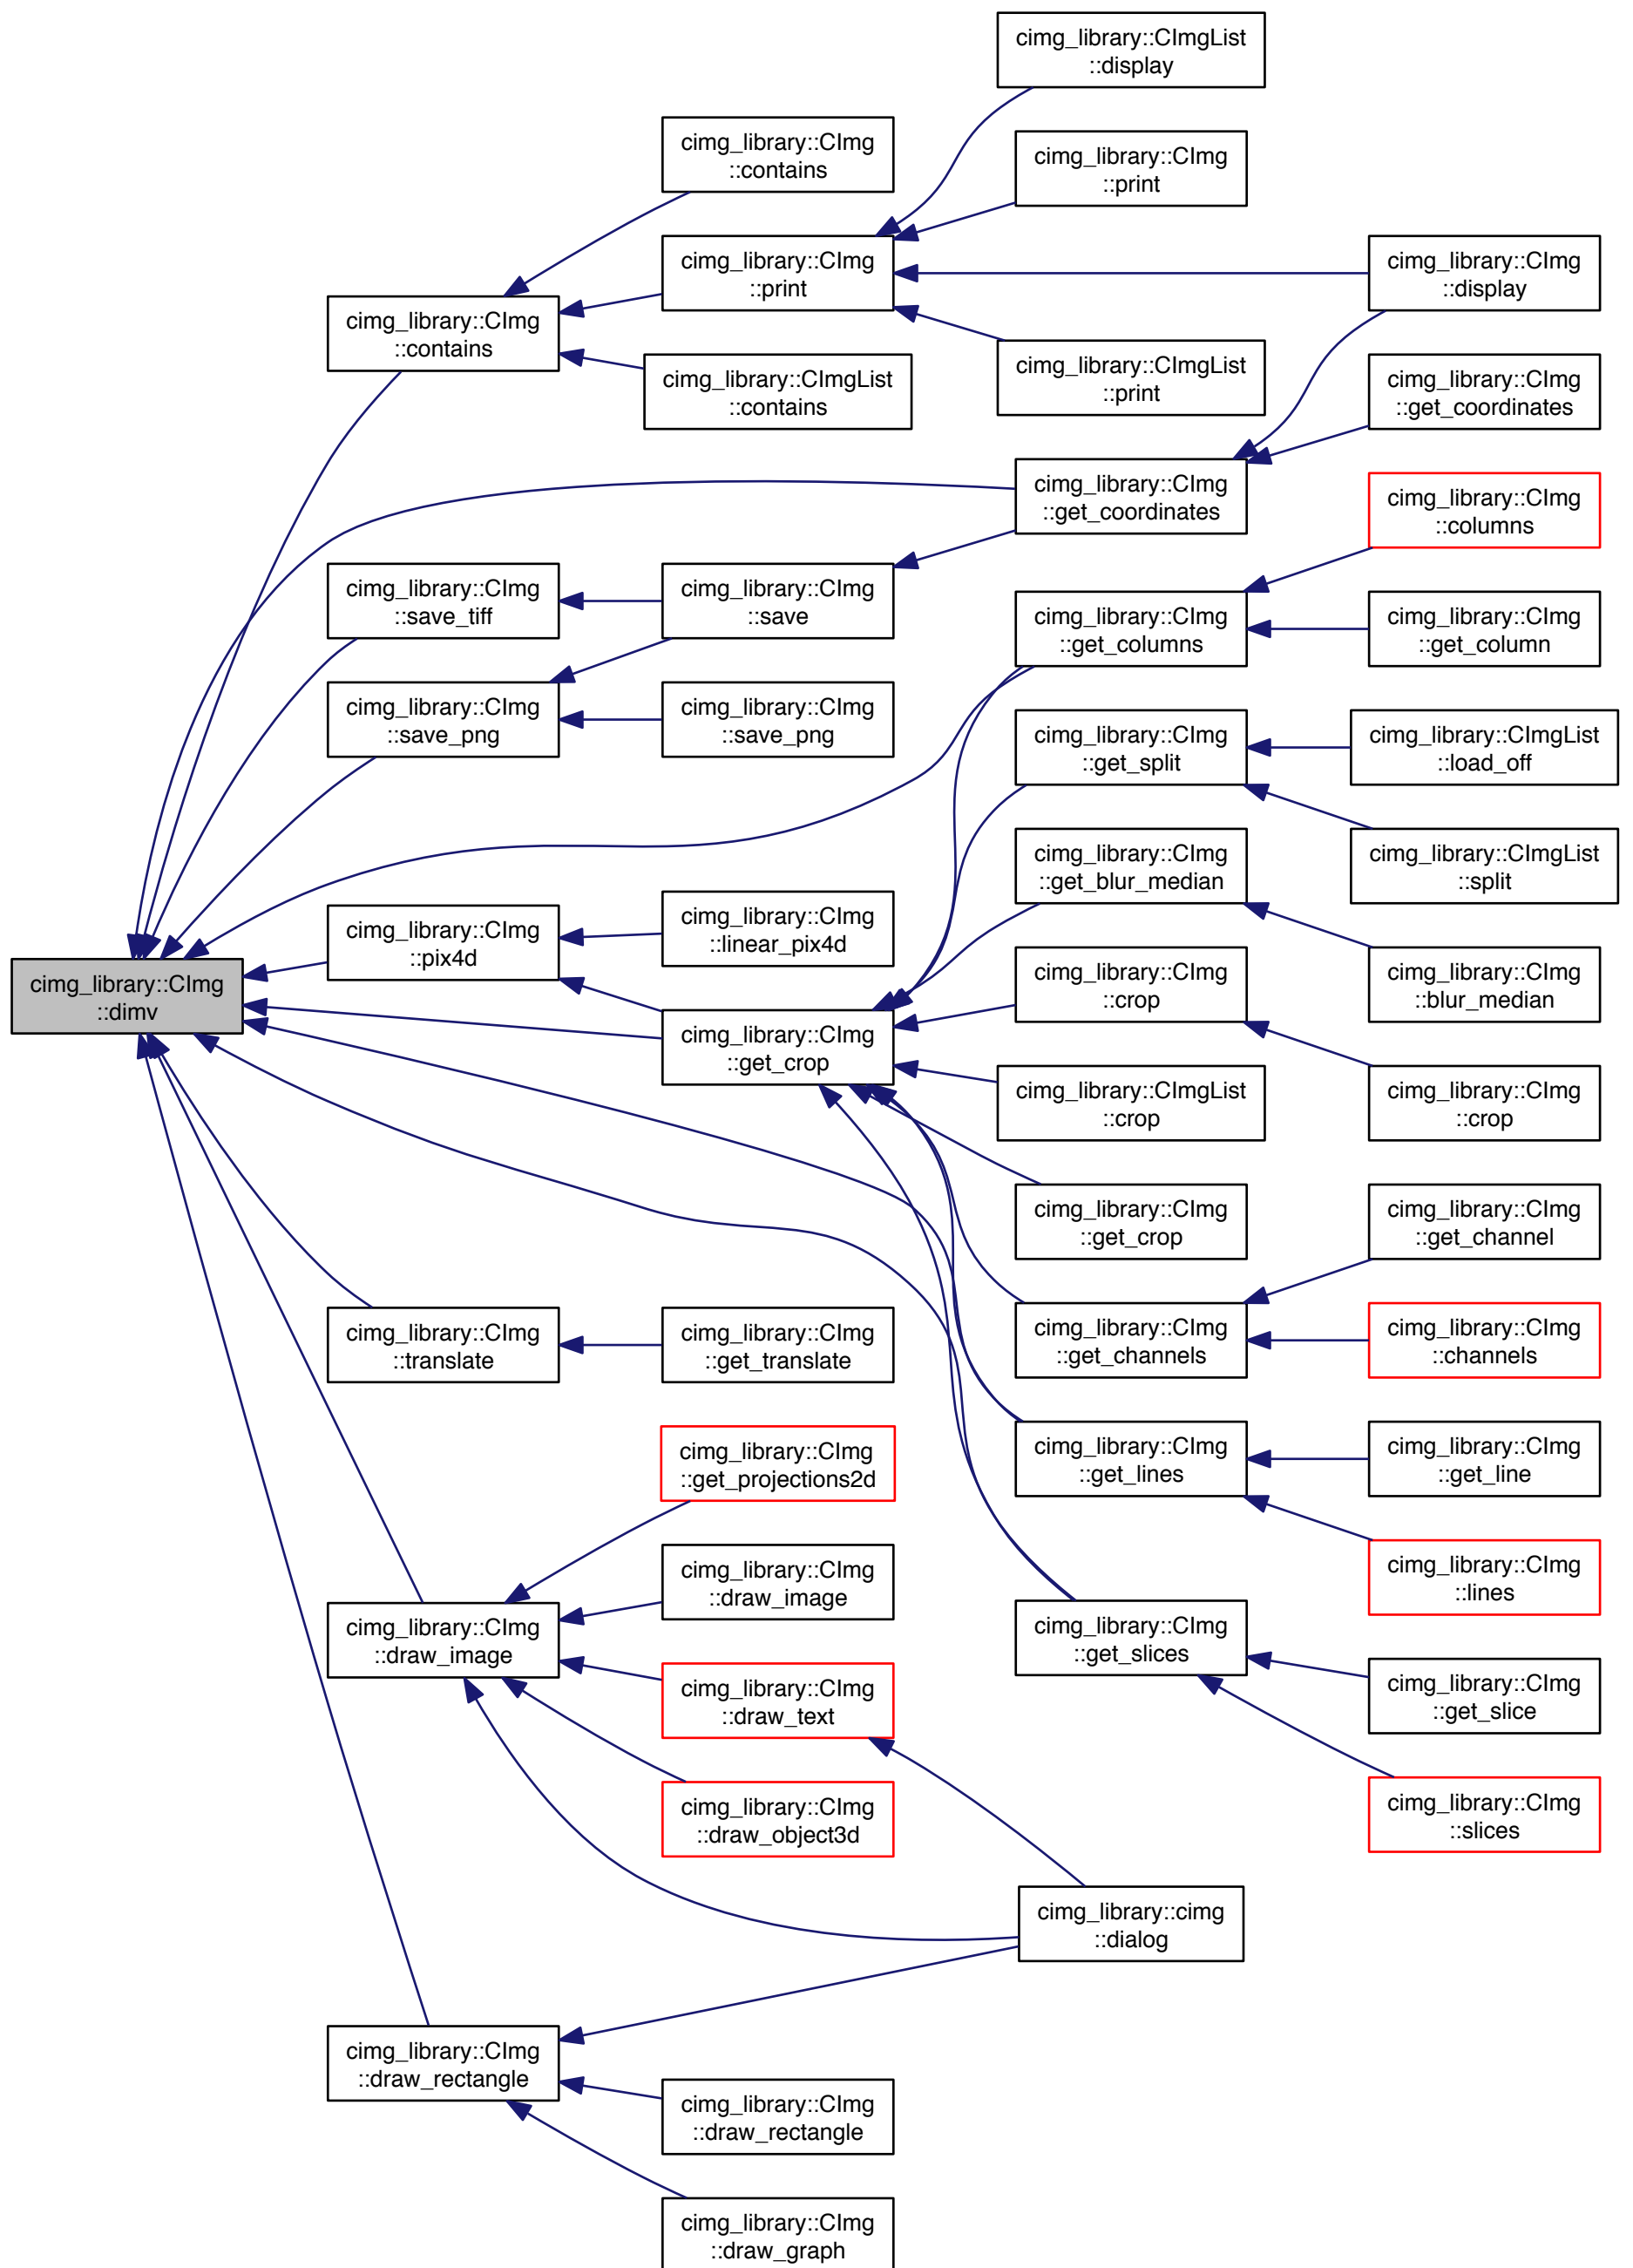 cimg_library::CImgList
::display
cimg_library::CImg
::contains
cimg_library::CImg
::print
cimg_library::CImg
::print
cimg_library::CImg
::display
cimg_library::CImg
::contains
cimg_library::CImgList
::print
cimg_library::CImgList
::contains
cimg_library::CImg
::get_coordinates
cimg_library::CImg
::get_coordinates
cimg_library::CImg
::columns
cimg_library::CImg
::save_tiff
cimg_library::CImg
::save
cimg_library::CImg
::get_columns
cimg_library::CImg
::get_column
cimg_library::CImg
::save_png
cimg_library::CImg
::save_png
cimg_library::CImg
::get_split
cimg_library::CImgList
::load_off
cimg_library::CImg
::get_blur_median
cimg_library::CImgList
::split
cimg_library::CImg
::pix4d
cimg_library::CImg
::linear_pix4d
cimg_library::CImg
::dimv
cimg_library::CImg
::crop
cimg_library::CImg
::blur_median
cimg_library::CImg
::get_crop
cimg_library::CImgList
::crop
cimg_library::CImg
::crop
cimg_library::CImg
::get_crop
cimg_library::CImg
::get_channel
cimg_library::CImg
::translate
cimg_library::CImg
::get_translate
cimg_library::CImg
::get_channels
cimg_library::CImg
::channels
cimg_library::CImg
::get_projections2d
cimg_library::CImg
::get_lines
cimg_library::CImg
::get_line
cimg_library::CImg
::draw_image
cimg_library::CImg
::lines
cimg_library::CImg
::draw_image
cimg_library::CImg
::get_slices
cimg_library::CImg
::draw_text
cimg_library::CImg
::get_slice
cimg_library::CImg
::draw_object3d
cimg_library::CImg
::slices
cimg_library::cimg
::dialog
cimg_library::CImg
::draw_rectangle
cimg_library::CImg
::draw_rectangle
cimg_library::CImg
::draw_graph